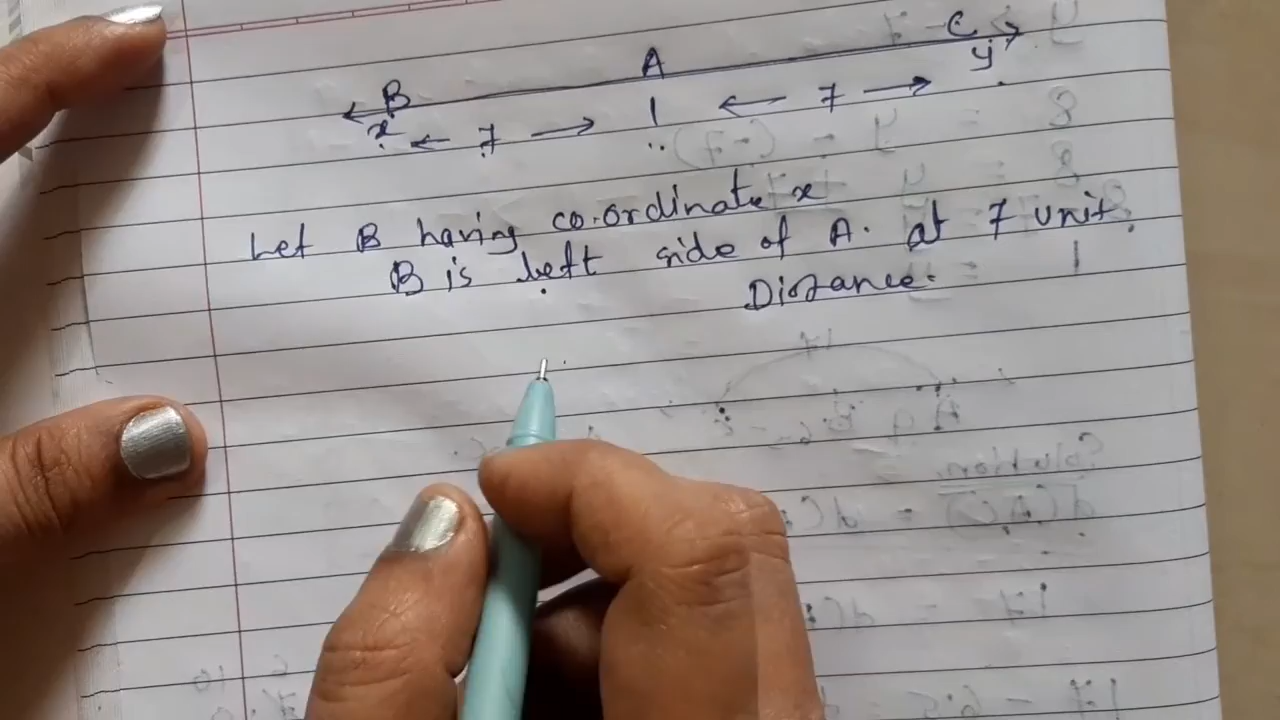 C
A
B
y
x ← 7 → 1 ← 7 →
Let B having co.ordinate x
B is left side of A. at 7 unit
Distance.